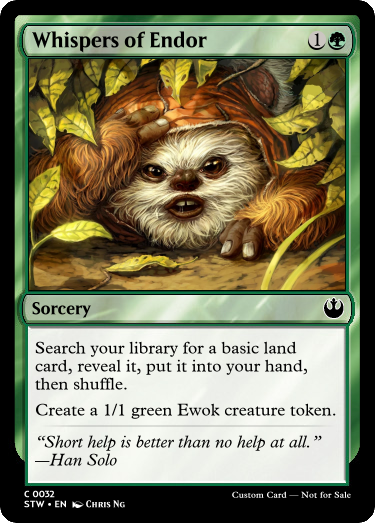 Whispers of Endor 1
Sorcery
Search your library for a basic land
card, reveal it, put it into your hand,
then shuffle.
Create a 1/1 green Ewok creature token.
“Short help is better than no help at all.”
—Han Solo
C 0032
STW • EN Chris Ng
Custom Card — Not for Sale